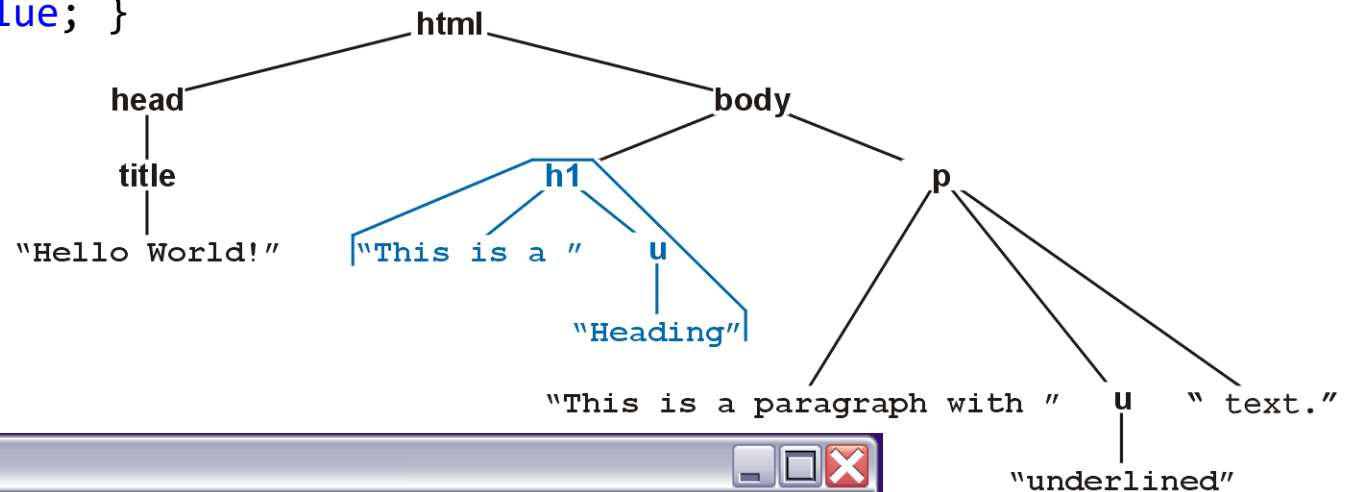 lue; }
html
head body
title h1 p
“Hello World!” “This is a ” u
“Heading”
“This is a paragraph with ” u “ text.”
“underlined”